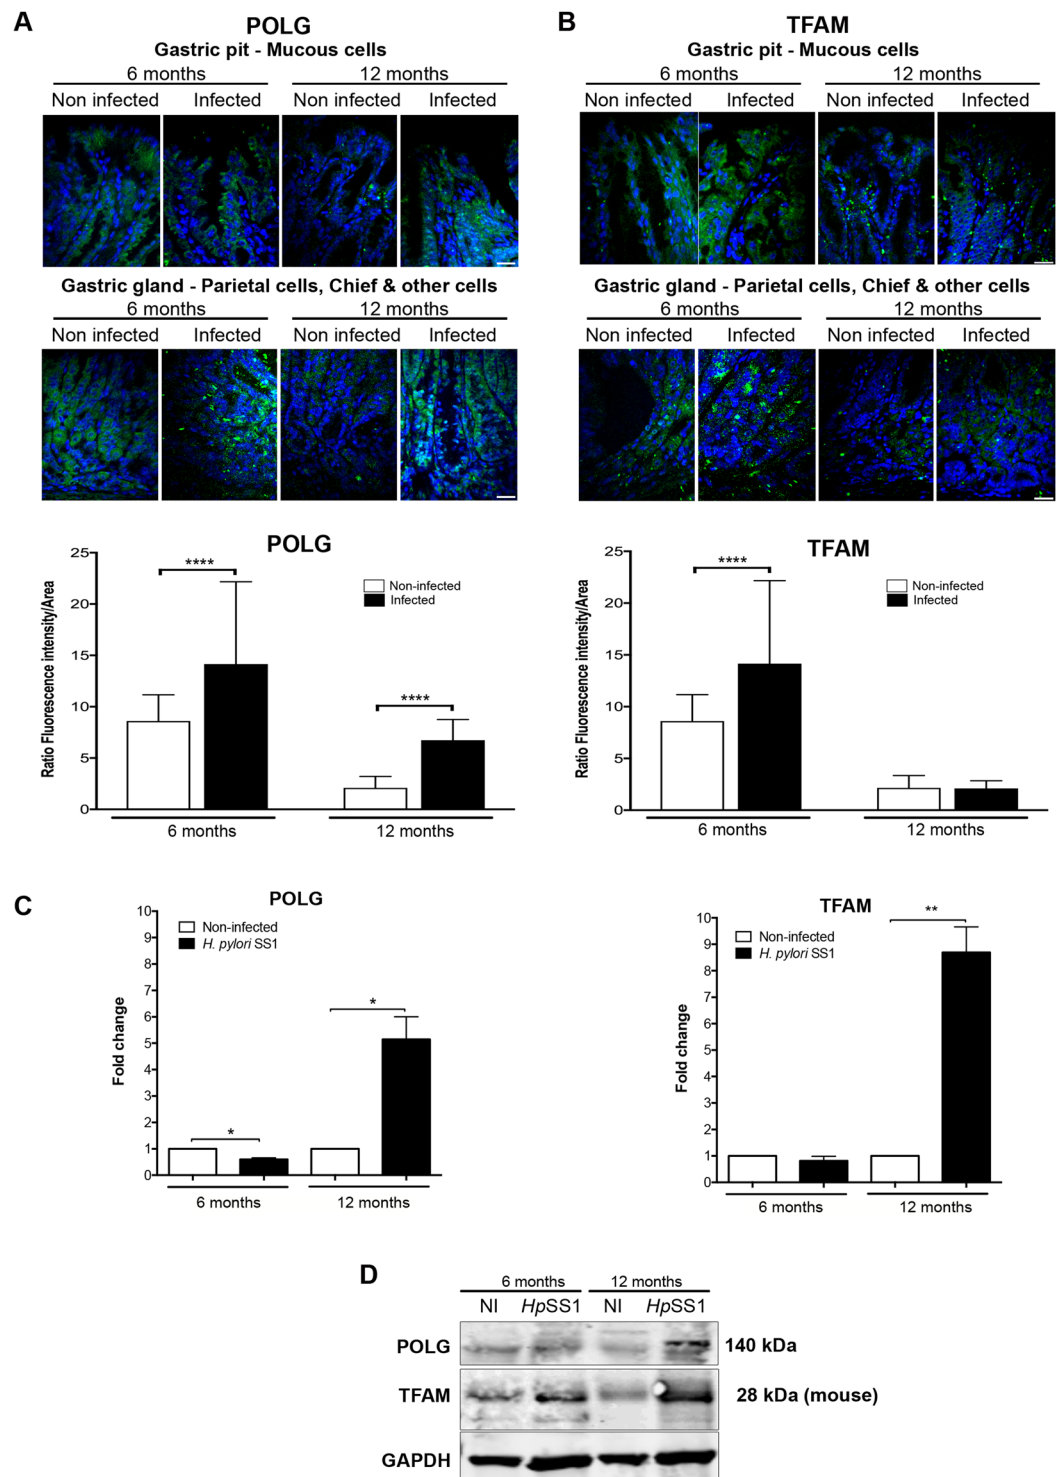 A
POLG
Gastric pit - Mucous cells
6 months 12 months
Non infected Infected Non infected Infected
Gastric gland - Parietal cells, Chief & other cells
6 months 12 months
Non infected Infected Non infected Infected
POLG
25
20
15
10
5
0
Ratio Fluorescence intensity/Area
****
****
Non-infected
Infected
6 months 12 months
B
TFAM
Gastric pit - Mucous cells
6 months 12 months
Non infected Infected Non infected Infected
Gastric gland - Parietal cells, Chief & other cells
6 months 12 months
Non infected Infected Non infected Infected
TFAM
25
20
15
10
5
0
Ratio Fluorescence intensity/Area
****
Non-infected
Infected
6 months 12 months
C
POLG
10
9
8
7
6
5
4
3
2
1
0
Fold change
Non-infected
H. pylori SS1
*
*
6 months 12 months
TFAM
10
9
8
7
6
5
4
3
2
1
0
Fold change
Non-infected
H. pylori SS1
**
6 months 12 months
D
6 months 12 months
NI HpSS1 NI HpSS1
POLG 140 kDa
TFAM 28 kDa (mouse)
GAPDH